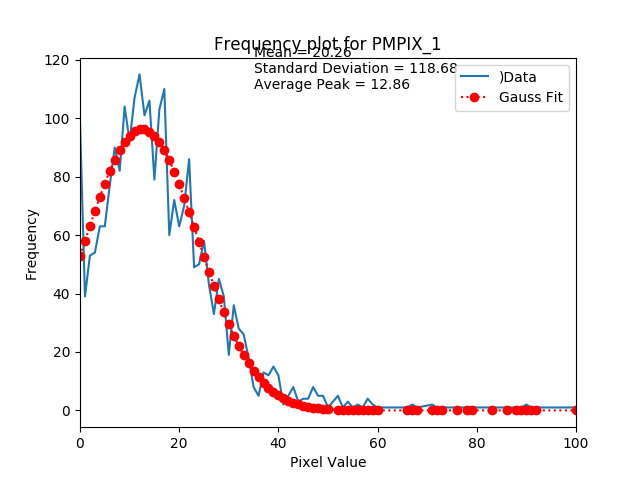 Frequency plot for PMPIX_1
Mean = 20.26
Standard Deviation = 118.68
Average Peak = 12.86
)Data
Gauss Fit
120
100
80
60
40
20
0
Frequency
0 20 40 60 80 100
Pixel Value